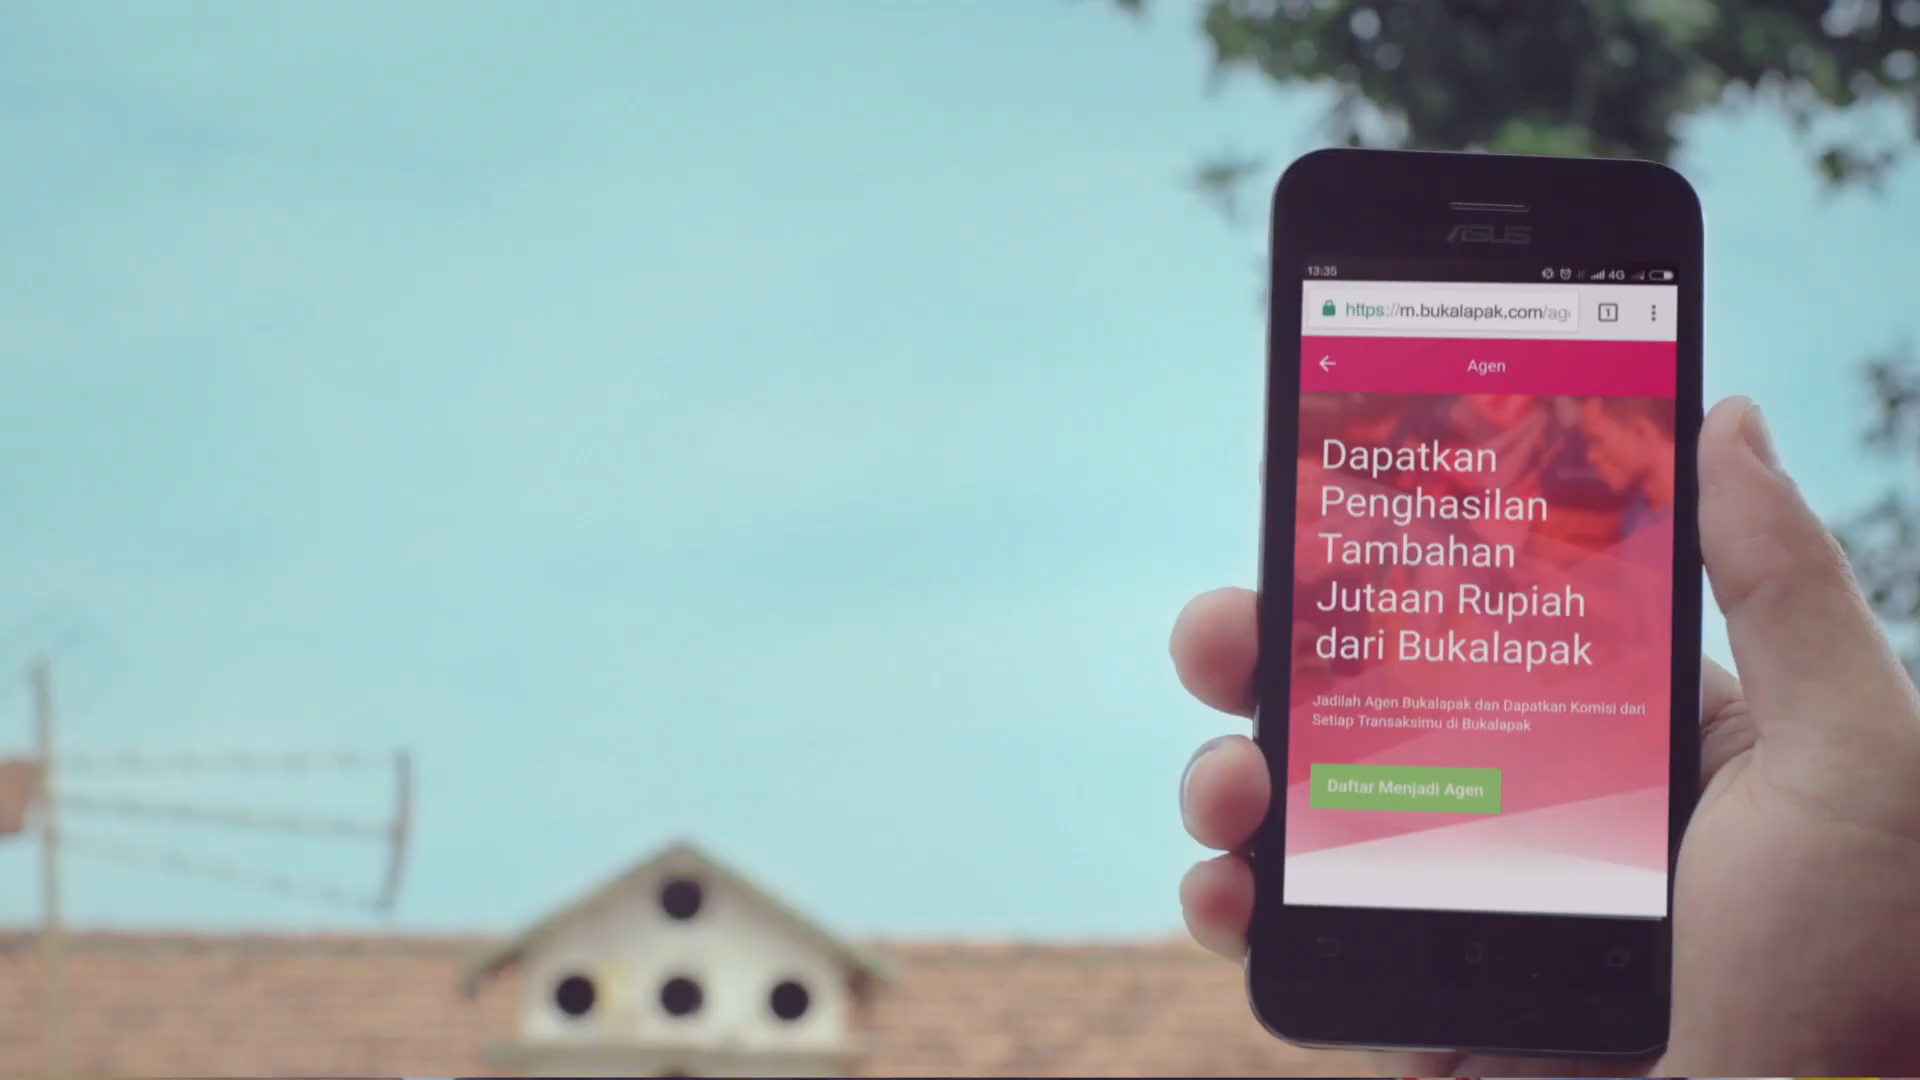 ASUS
13:35
4G
https://m.bukalapak.com/ag
1
Agen
Dapatkan
Penghasilan
Tambahan
Jutaan Rupiah
dari Bukalapak
Jadilah Agen Bukalapak dan Dapatkan Komisi dari
Setiap Transaksimu di Bukalapak
Daftar Menjadi Agen